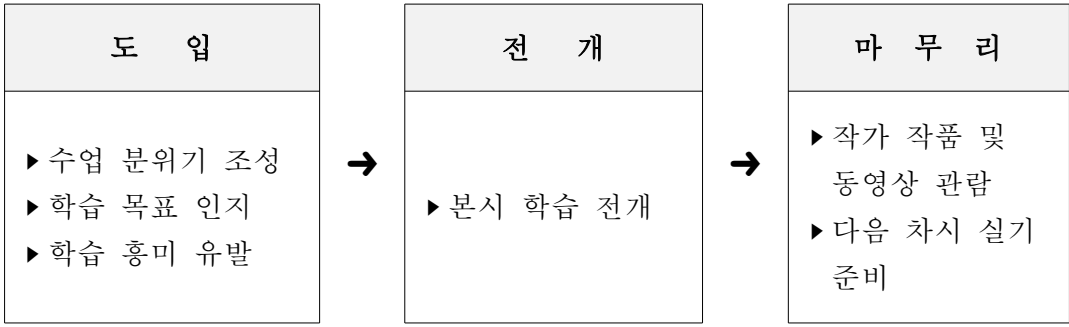 도 입
▶수업 분위기 조성
▶학습 목표 인지
▶학습 흥미 유발
➜
전 개
▶본시 학습 전개
➜
마 무 리
▶작가 작품 및
동영상 관람
▶다음 차시 실기
준비